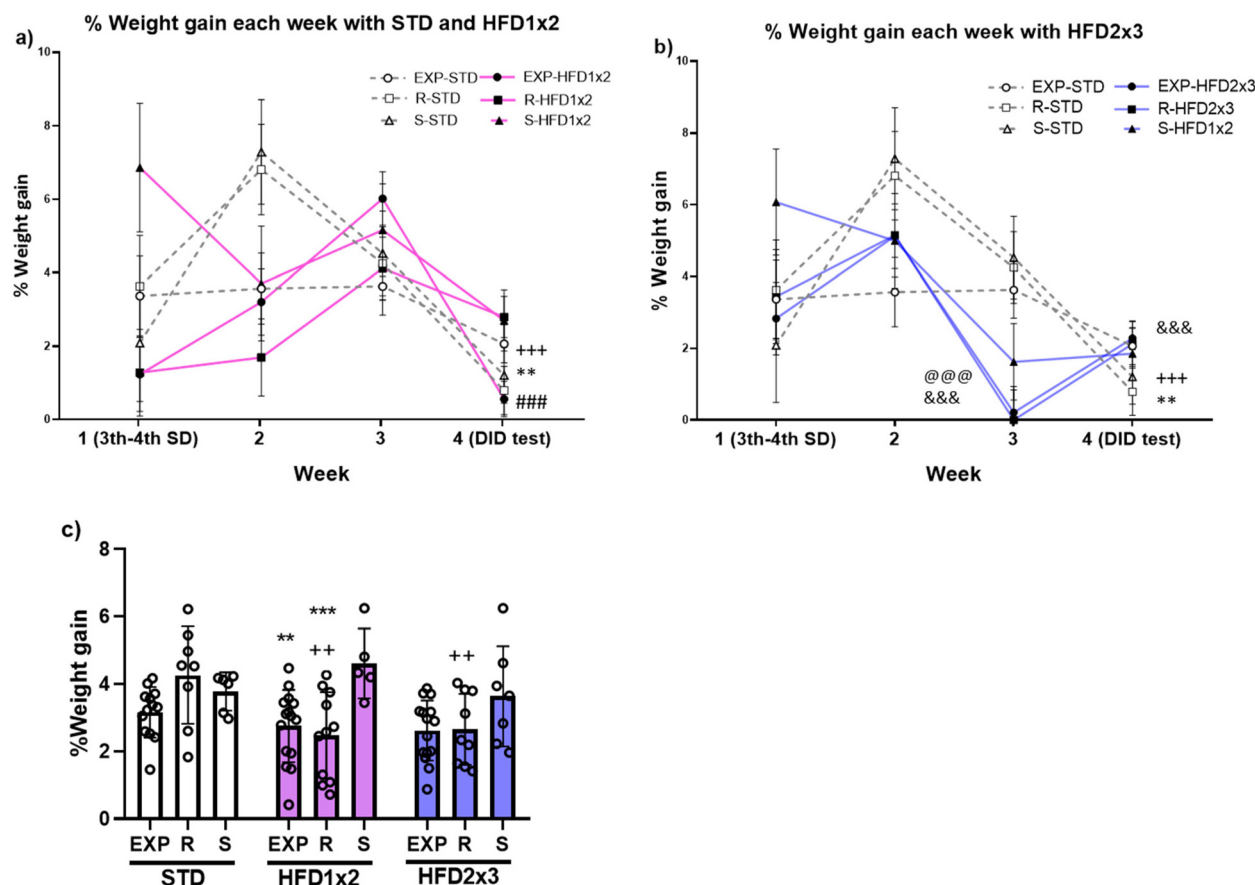 % Weight gain each week with STD and HFD1x2
a)
% Weight gain
10
8
6
4
2
0
EXP-STD
R-STD
S-STD
EXP-HFD1x2
R-HFD1x2
S-HFD1x2
+++
**
###
1 (3th-4th SD)
2
3
4 (DID test)
Week
% Weight gain each week with HFD2x3
b)
% Weight gain
10
8
6
4
2
0
EXP-STD
R-STD
S-STD
EXP-HFD2x3
R-HFD2x3
S-HFD1x2
@@@
&&&
&&&
+++
**
1 (3th-4th SD)
2
3
4 (DID test)
Week
c)
%Weight gain
8
6
4
2
0
**
***
++
++
EXP R S
EXP R S
EXP R S
STD
HFD1x2
HFD2x3